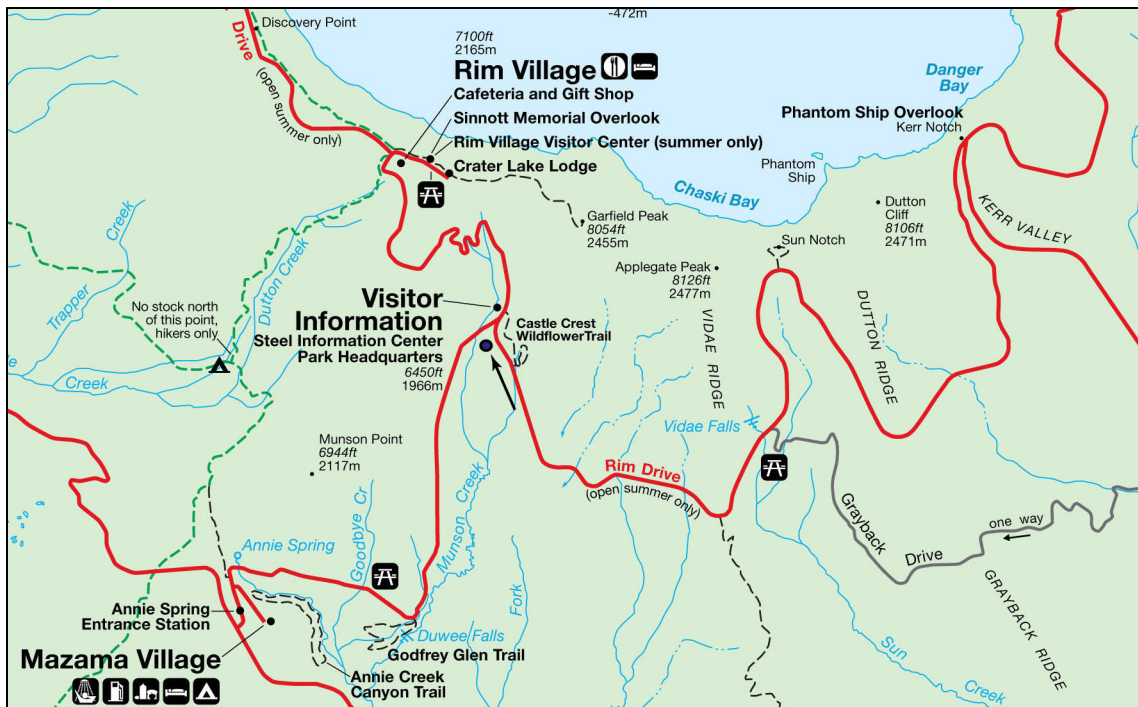 -472m
Discovery Point
Drive
(open summer only)
7100ft
2165m
Rim Village
Cafeteria and Gift Shop
Sinnott Memorial Overlook
Rim Village Visitor Center (summer only)
Crater Lake Lodge
Danger
Bay
Phantom Ship Overlook
Kerr Notch
Phantom
Ship
Chaski Bay
Dutton
Cliff
8106ft
2471m
KERR VALLEY
Garfield Peak
8054ft
2455m
Sun Notch
Applegate Peak
8126ft
2477m
Creek
Trapper
Dutton Creek
No stock north
of this point,
hikers only
Creek
Visitor
Information
Steel Information Center
Park Headquarters
6450ft
1966m
Castle Crest
WildflowerTrail
VIDAE RIDGE
DUTTON RIDGE
Vidae Falls
Munson Point
6944ft
2117m
Rim Drive
(open summer only)
Grayback
Drive
one way
GRAYBACK RIDGE
Annie Spring
Goodbye Cr
Munson Creek
Fork
Annie Spring
Entrance Station
Mazama Village
Duwee Falls
Godfrey Glen Trail
Annie Creek
Canyon Trail
Sun
Creek